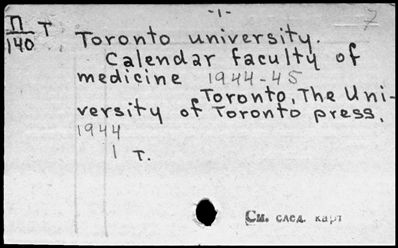 -1-
7
П T
140
Toronto university.
Calendar faculty of
medicine 1944-45
Toronto, The Uni-
versity of Toronto press.
1944
1 т.
См. след. карт